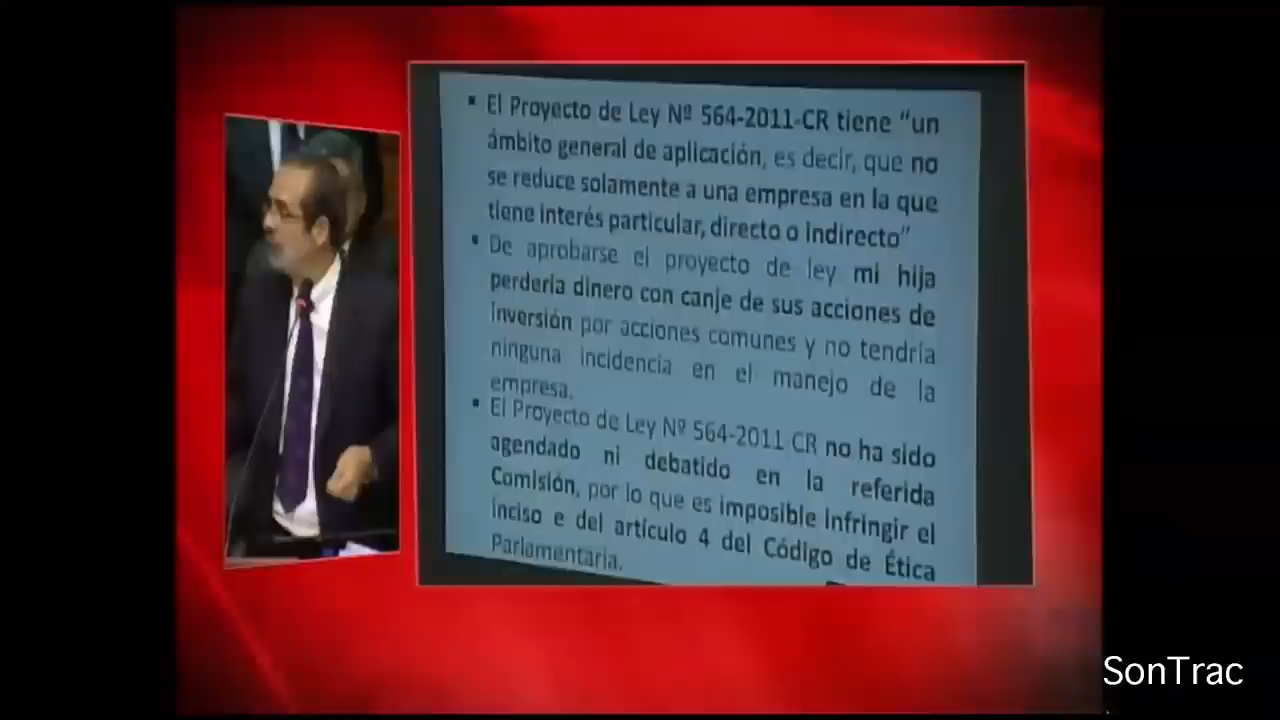 ▪ El Proyecto de Ley Nº 564-2011-CR tiene "un
ámbito general de aplicación, es decir, que no
se reduce solamente a una empresa en la que
tiene interés particular, directo o indirecto"
▪ De aprobarse el proyecto de ley mi hija
perdería dinero con canje de sus acciones de
inversión por acciones comunes y no tendría
ninguna incidencia en el manejo de la
empresa.
▪ El Proyecto de Ley Nº 564-2011 CR no ha sido
agendado ni debatido en la referida
Comisión, por lo que es imposible infringir el
inciso e del artículo 4 del Código de Ética
Parlamentaria.
SonTrac